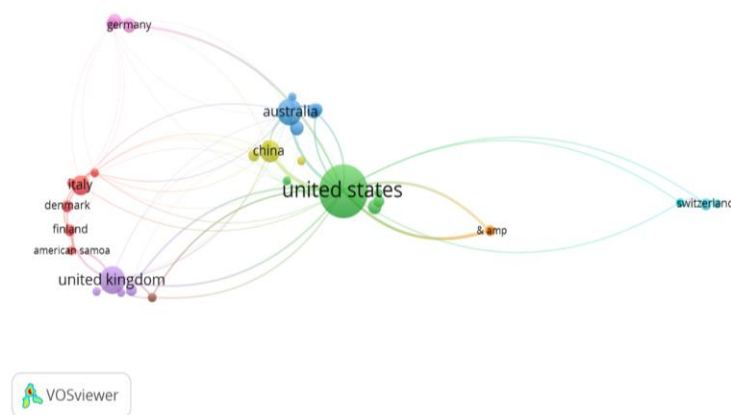 germany
australia
china
italy
united states
denmark
switzerland
finland
& amp
american samoa
united kingdom
VOSviewer